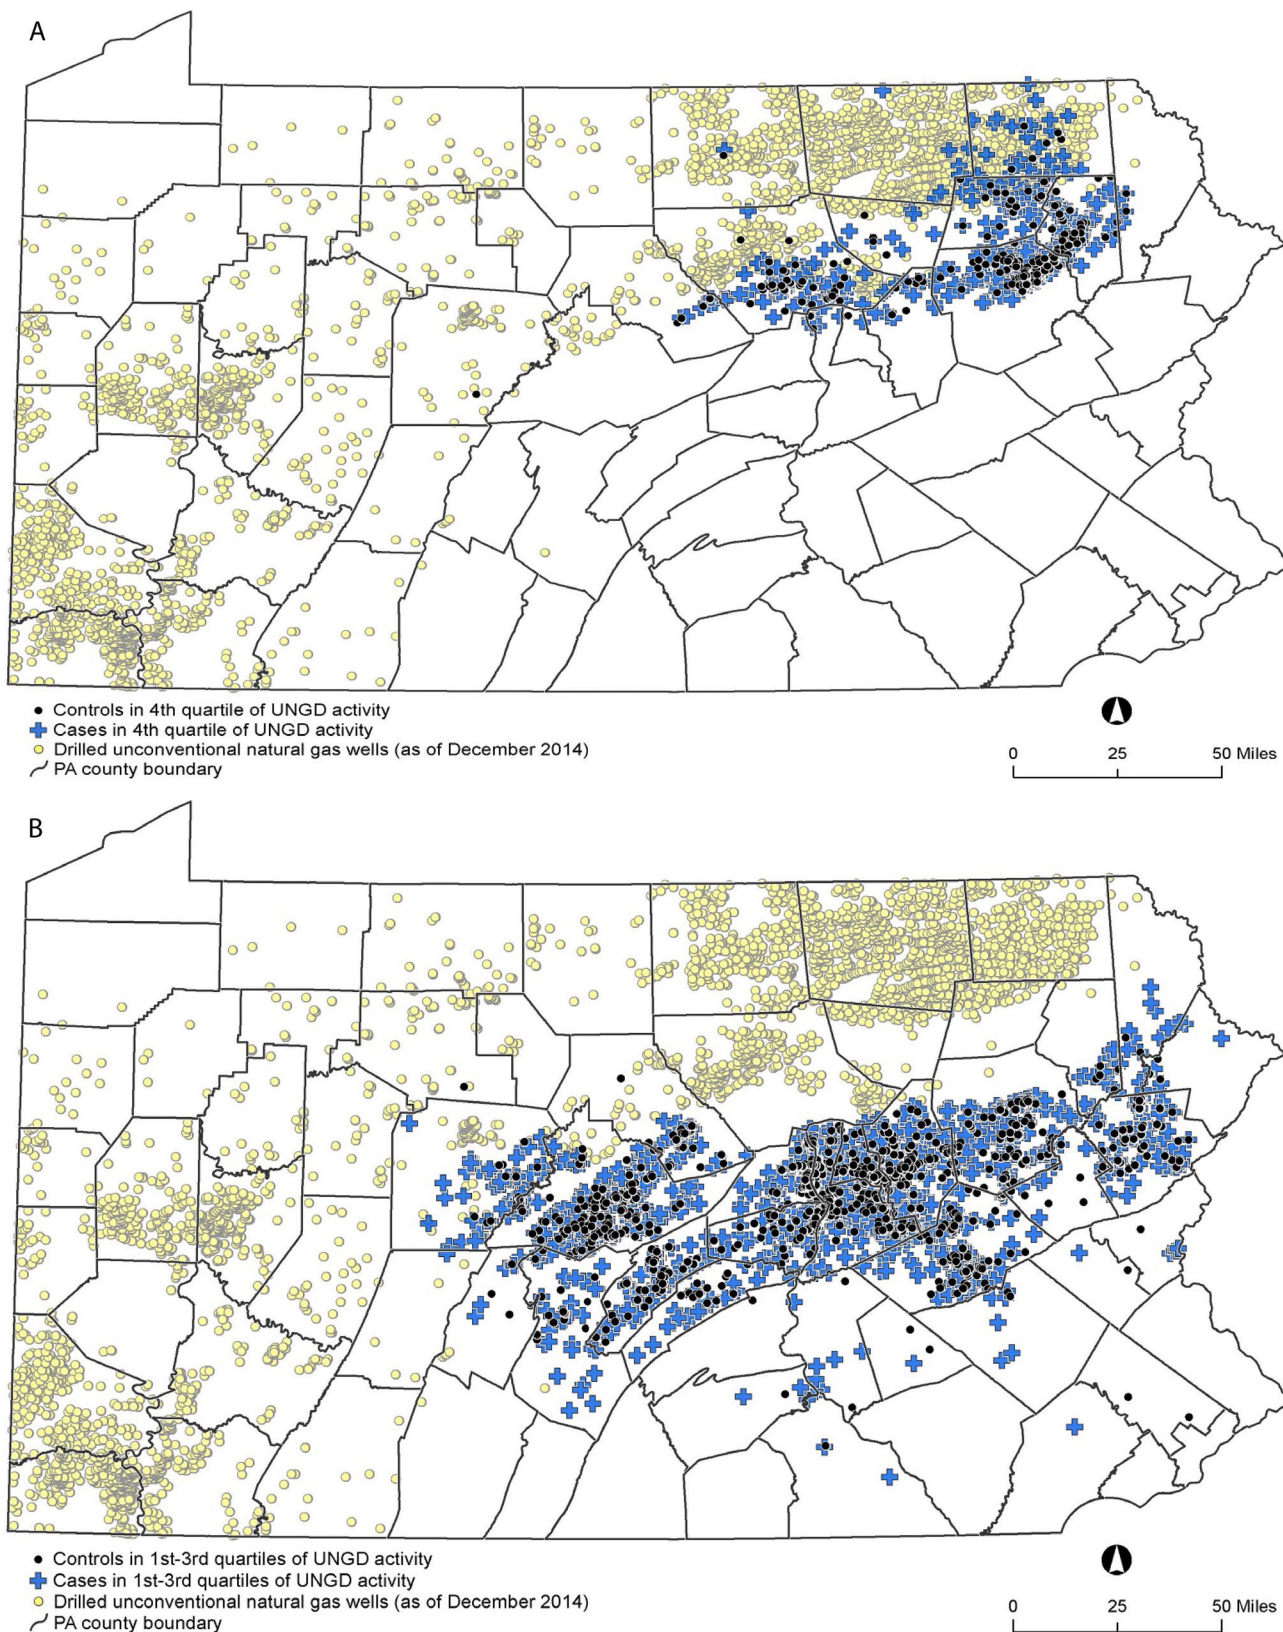 A
Controls in 4th quartile of UNGD activity
Cases in 4th quartile of UNGD activity
Drilled unconventional natural gas wells (as of December 2014)
PA county boundary
0 25 50 Miles
B
Controls in 1st-3rd quartiles of UNGD activity
Cases in 1st-3rd quartiles of UNGD activity
Drilled unconventional natural gas wells (as of December 2014)
PA county boundary
0 25 50 Miles